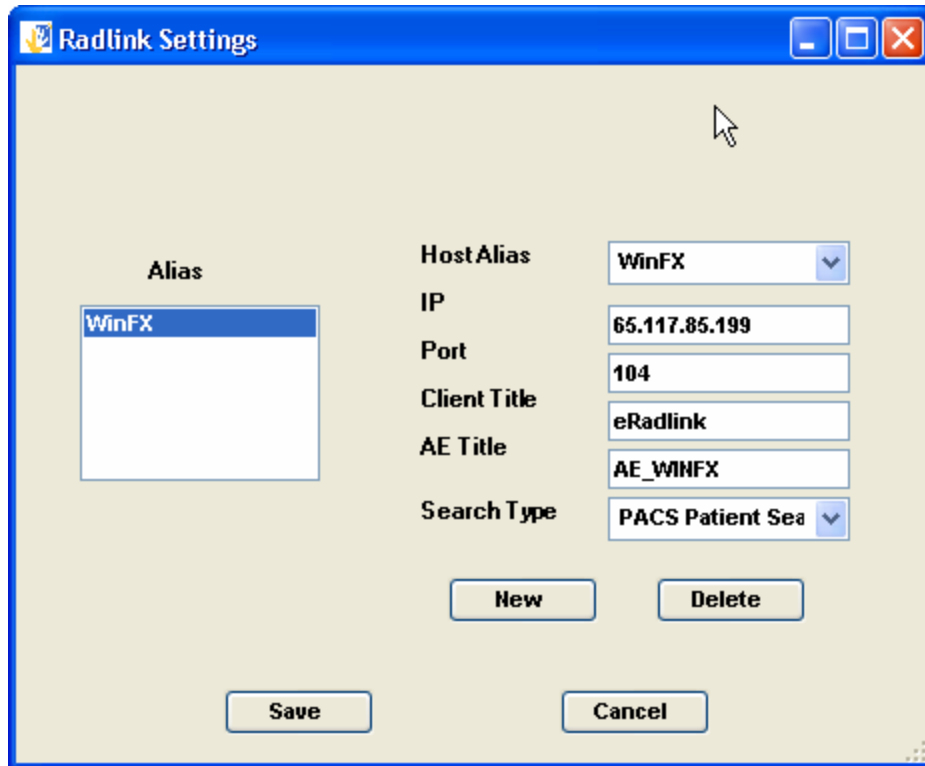 Radlink Settings
Alias
WinFX
Host Alias
WinFX
IP
65.117.85.199
Port
104
Client Title
eRadlink
AE Title
AE_WINFX
Search Type
PACS Patient Sea
New
Delete
Save
Cancel